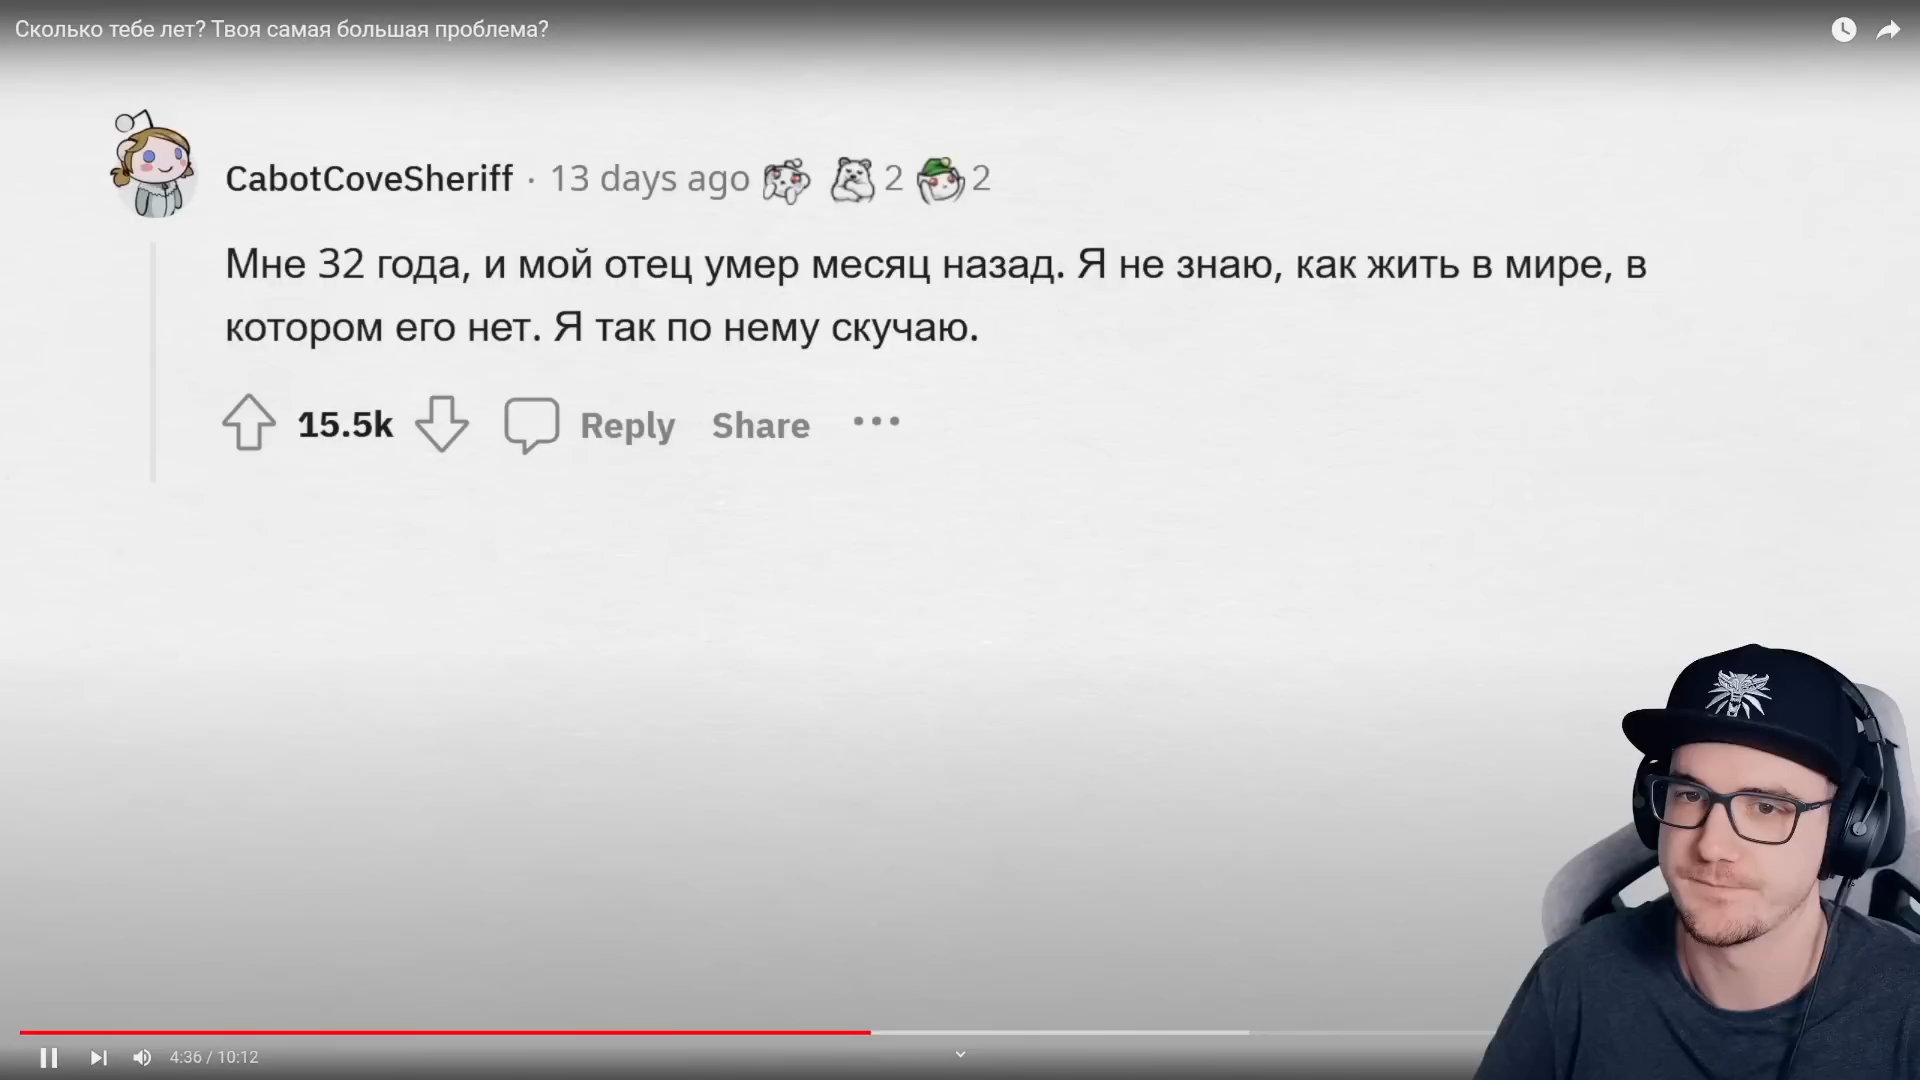 Сколько тебе лет? Твоя самая большая проблема?
CabotCoveSheriff · 13 days ago 2 2
Мне 32 года, и мой отец умер месяц назад. Я не знаю, как жить в мире, в
котором его нет. Я так по нему скучаю.
15.5k Reply Share ...
4:36 / 10:12